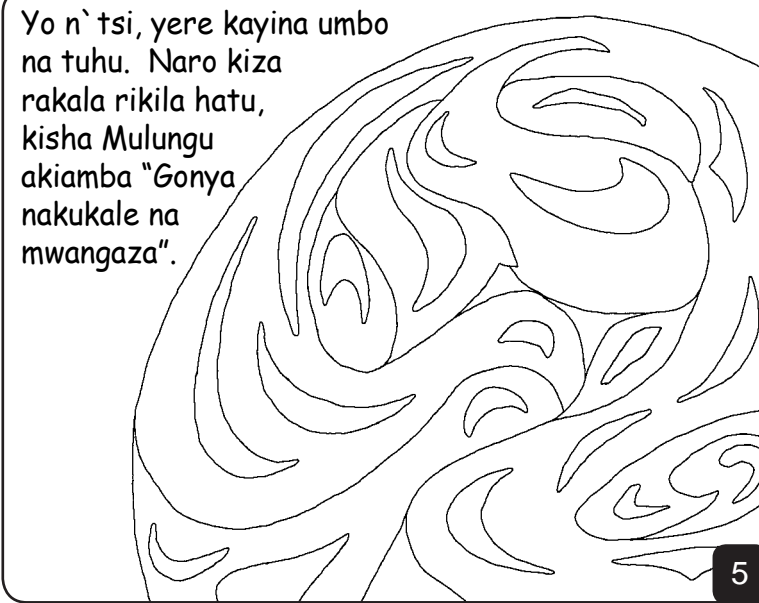 Yo n`tsi, yere kayina umbo
na tuhu.  Naro kiza
rakala rikila hatu,
kisha Mulungu
akiamba “Gonya
nakukale na
mwangaza”.
5